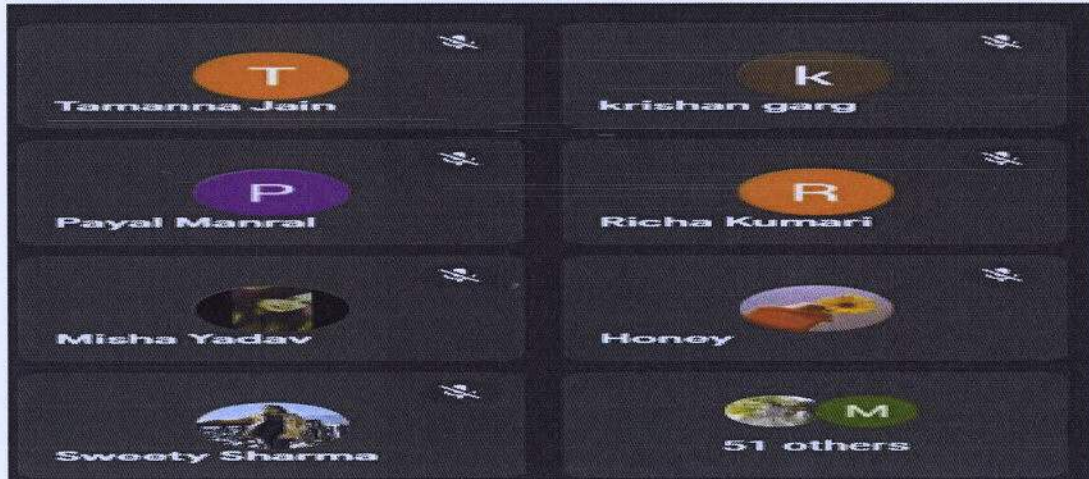 T
Tamanna Jain
k
krishan garg
P
Payal Manral
R
Richa Kumari
Misha Yadav
Honey
Sweety Sharma
M
51 others